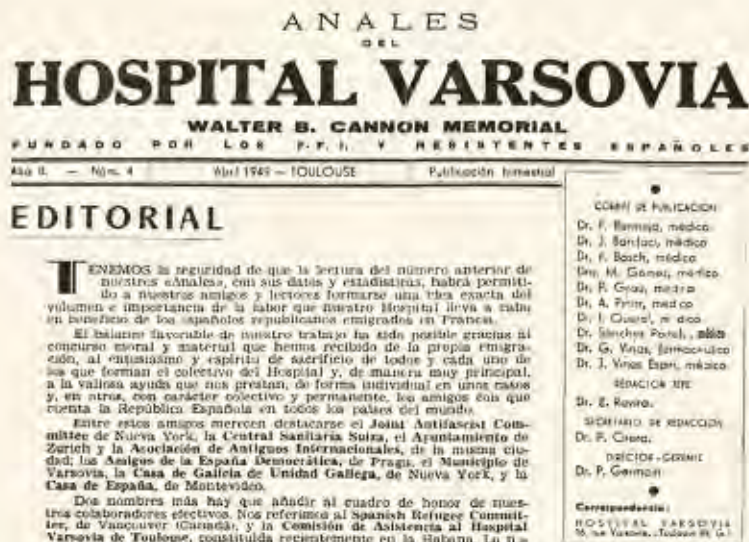 ANALES
DEL
HOSPITAL VARSOVIA
WALTER B. CANNON MEMORIAL
FUNDADO POR LOS F.F.I. Y RESISTENTES ESPAÑOLES
Año II. — Núm. 4 Abril 1949 — TOULOUSE Publicación bimestral
EDITORIAL
TENEMOS la seguridad de que la lectura del número anterior de
nuestros «Anales», con sus datos y estadísticas, habrá permiti-
do a nuestros amigos y lectores formarse una idea exacta del
volumen e importancia de la labor que nuestro Hospital lleva a cabo
en beneficio de los españoles republicanos emigrados en Francia.
El balance favorable de nuestro trabajo ha sido posible gracias al
concurso moral y material que hemos recibido de la propia emigra-
ción, al entusiasmo y espíritu de sacrificio de todos y cada uno de
los que forman el colectivo del Hospital y, de manera muy principal,
a la valiosa ayuda que nos prestan, de forma individual en unos casos
y, en otros, con carácter colectivo y permanente, los amigos con que
cuenta la República Española en todos los países del mundo.
Entre estos amigos merecen destacarse el Joint Antifascist Com-
mittee de Nueva York, la Central Sanitaria Suiza, el Ayuntamiento de
Zurich y la Asociación de Antiguos Internacionales, de la misma ciu-
dad; los Amigos de la España Democrática, de Praga, el Municipio de
Varsovia, la Casa de Galicia de Unidad Gallega, de Nueva York, y la
Casa de España, de Montevideo.
Dos nombres más hay que añadir al cuadro de honor de nues-
tros colaboradores efectivos. Nos referimos al Spanish Refugee Commit-
tee, de Vancouver (Canadá), y la Comisión de Asistencia al Hospital
Varsovia de Toulouse, constituida recientemente en la Habana.
COMITÉ DE PUBLICACION
Dr. F. Bermejo, médico
Dr. J. Bonifaci, médico
Dr. F. Bosch, médico
Dra. M. Gómez, médico
Dr. P. Grau, médico
Dr. A. médico
Dr. médico
Dr. Sánchez médico
Dr. G. Vinas, farmacéutico
Dr. J. Vines Espin, médico
REDACTOR JEFE
Dr. E. Rovira.
SECRETARIO DE REDACCION
Dr. P.
DIRECTOR-GERENTE
Dr. P. Germain
Correspondencia:
HOSPITAL VARSOVIA
Varsovie, Toulouse